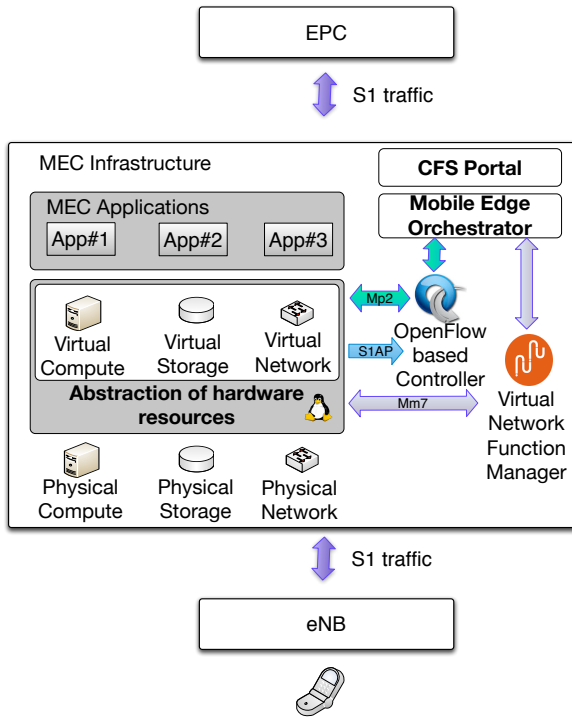 EPC
S1 traffic
MEC Infrastructure
CFS Portal
Mobile Edge
Orchestrator
MEC Applications
App#1
App#2
App#3
Mp2
OpenFlow
based
Controller
S1AP
Virtual
Compute
Virtual
Storage
Virtual
Network
Abstraction of hardware
resources
Mm7
Virtual
Network
Function
Manager
Physical
Compute
Physical
Storage
Physical
Network
S1 traffic
eNB